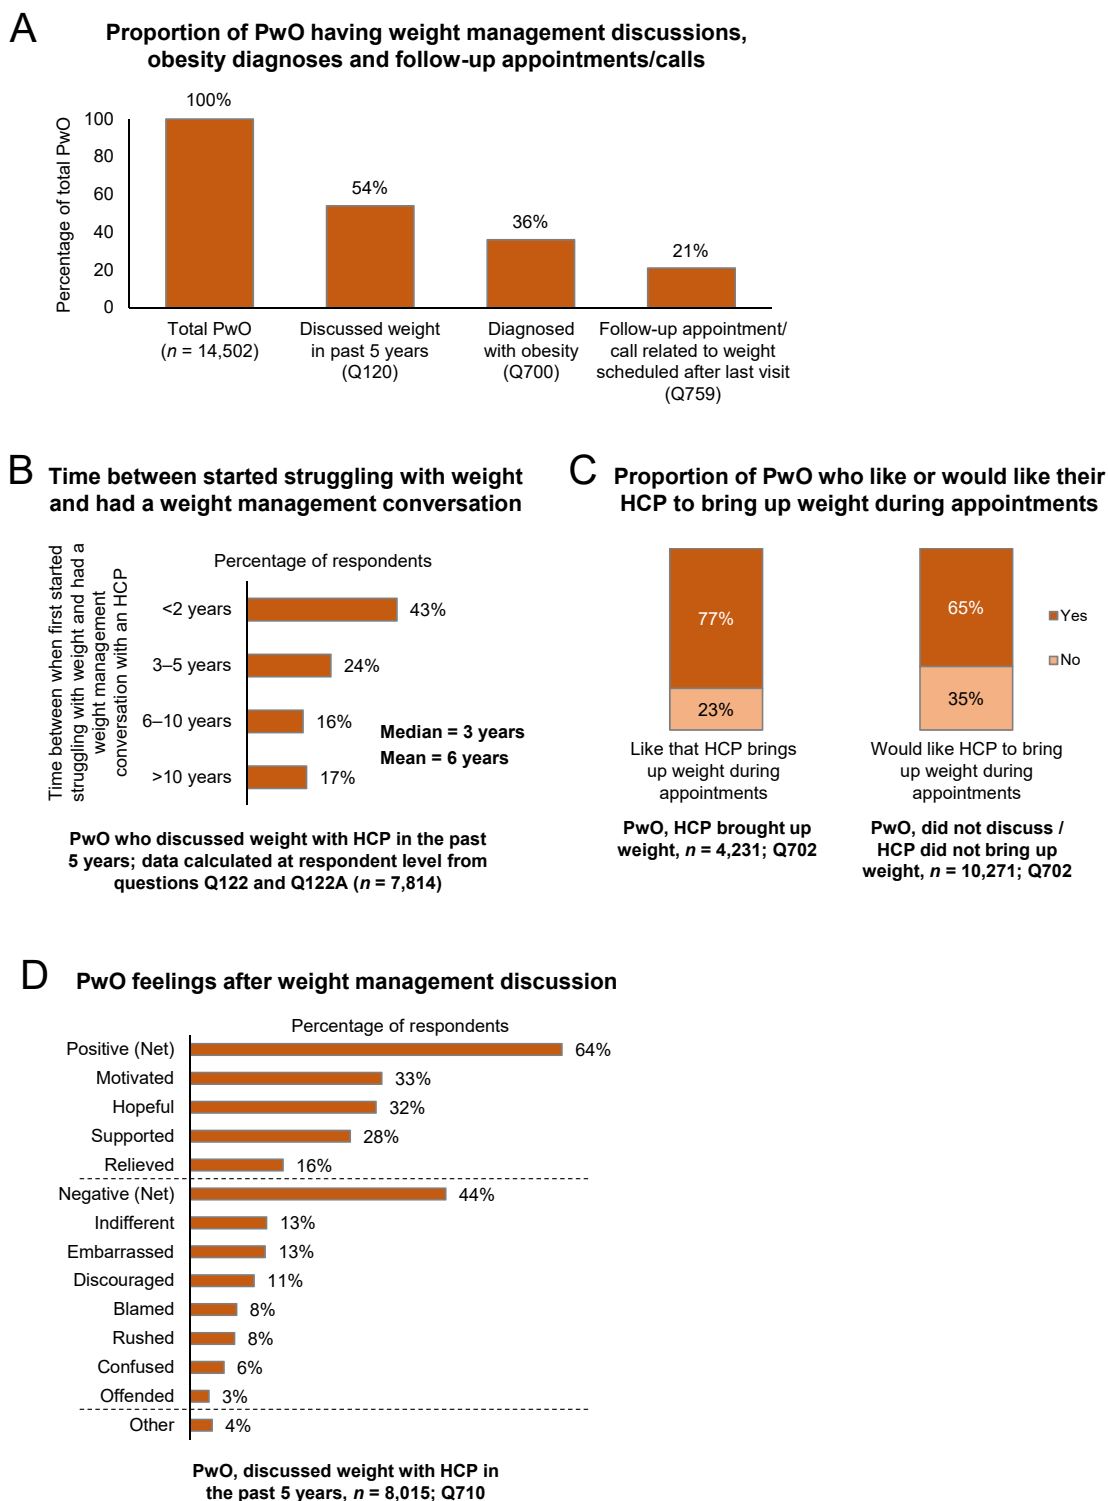 A
Proportion of PwO having weight management discussions,
obesity diagnoses and follow-up appointments/calls
Percentage of total PwO
100
80
60
40
20
0
100%
54%
36%
21%
Total PwO
(n = 14,502)
Discussed weight
in past 5 years
(Q120)
Diagnosed
with obesity
(Q700)
Follow-up appointment/
call related to weight
scheduled after last visit
(Q759)
B
Time between started struggling with weight
and had a weight management conversation
Time between when first started
struggling with weight and had a
weight management
conversation with an HCP
Percentage of respondents
<2 years 43%
3–5 years 24%
6–10 years 16%
>10 years 17%
Median = 3 years
Mean = 6 years
PwO who discussed weight with HCP in the past
5 years; data calculated at respondent level from
questions Q122 and Q122A (n = 7,814)
C
Proportion of PwO who like or would like their
HCP to bring up weight during appointments
77%
23%
Like that HCP brings
up weight during
appointments
PwO, HCP brought up
weight, n = 4,231; Q702
65%
35%
Would like HCP to bring
up weight during
appointments
PwO, did not discuss /
HCP did not bring up
weight, n = 10,271; Q702
Yes
No
D
PwO feelings after weight management discussion
Percentage of respondents
Positive (Net) 64%
Motivated 33%
Hopeful 32%
Supported 28%
Relieved 16%
Negative (Net) 44%
Indifferent 13%
Embarrassed 13%
Discouraged 11%
Blamed 8%
Rushed 8%
Confused 6%
Offended 3%
Other 4%
PwO, discussed weight with HCP in
the past 5 years, n = 8,015; Q710